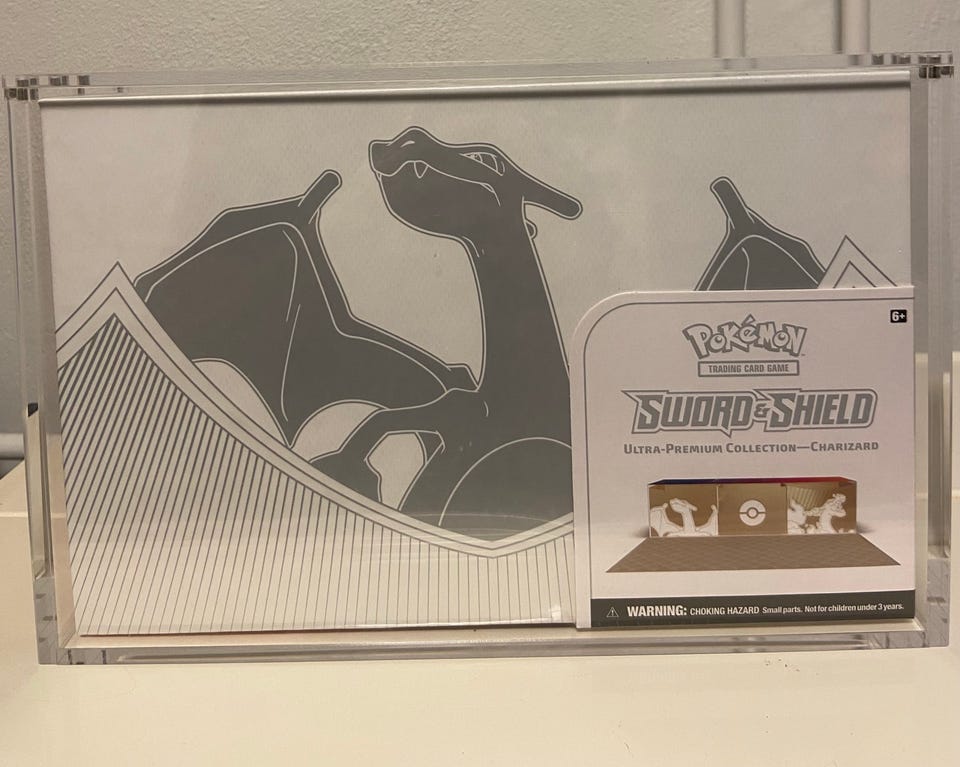 6+
POKéMON
TRADING CARD GAME
SWORD & SHIELD
ULTRA-PREMIUM COLLECTION—CHARIZARD
WARNING: CHOKING HAZARD Small parts. Not for children under 3 years.